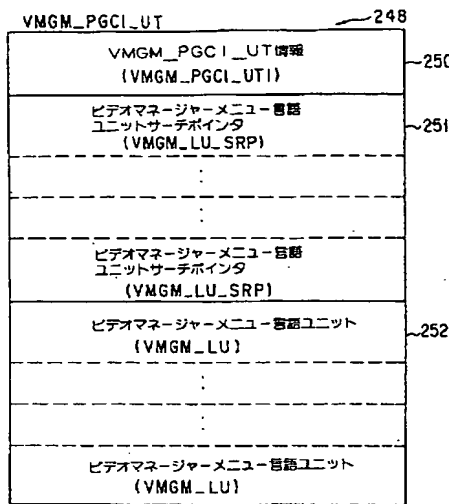 VMGM_PGCI_UT
248
VMGM_PGCI_UT情報
(VMGM_PGCI_UTI)
250
ビデオマネージャーメニュー言語
ユニットサーチポインタ
(VMGM_LU_SRP)
251
ビデオマネージャーメニュー言語
ユニットサーチポインタ
(VMGM_LU_SRP)
ビデオマネージャーメニュー言語ユニット
(VMGM_LU)
252
ビデオマネージャーメニュー言語ユニット
(VMGM_LU)